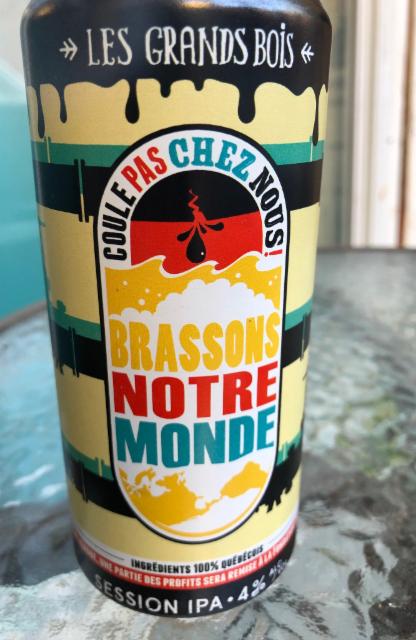 LES GRANDS BOIS
COULE PAS CHEZ NOUS!
BRASSONS
NOTRE
MONDE
INGRÉDIENTS 100% QUÉBÉCOIS
UNE PARTIE DES PROFITS SERA REMISE À LA
SESSION IPA • 4%